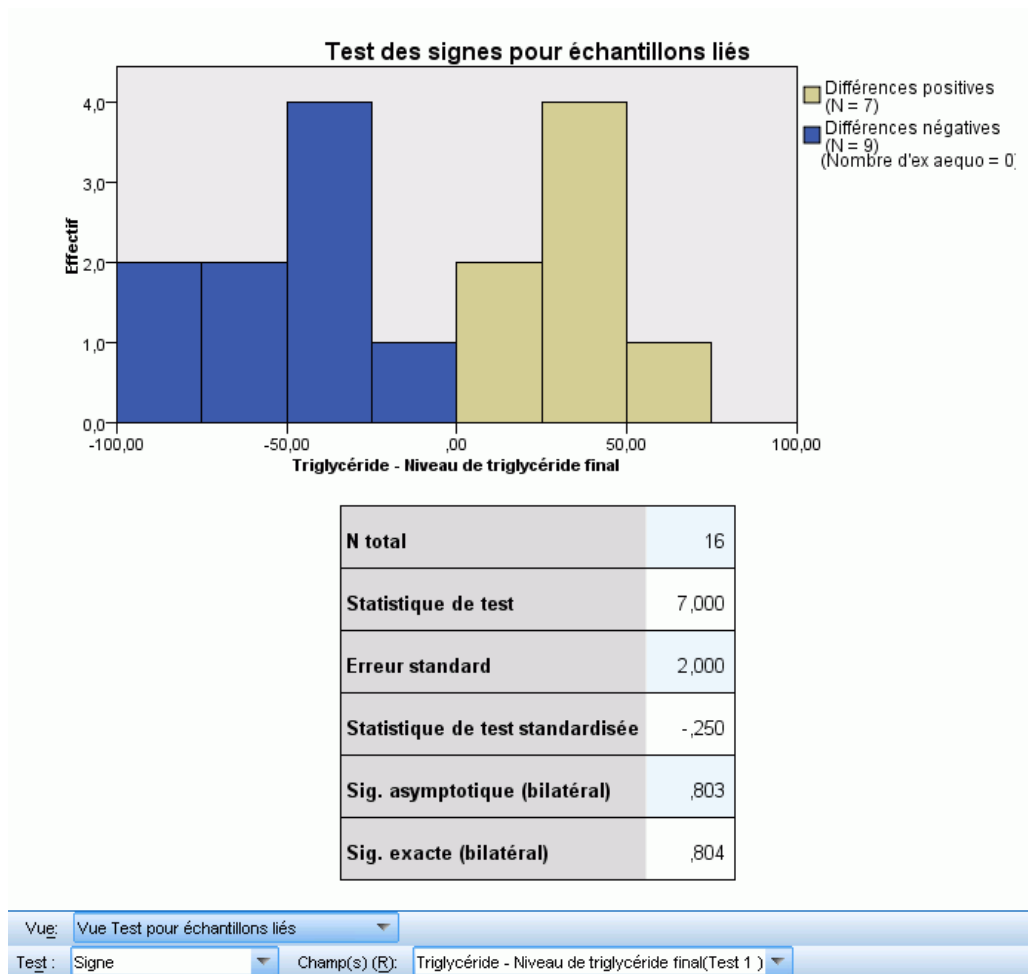 Test des signes pour échantillons liés
Différences positives
(N = 7)
Différences négatives
(N = 9)
(Nombre d'ex aequo = 0)
Effectif
4,0
3,0
2,0
1,0
0,0
-100,00 -50,00 ,00 50,00 100,00
Triglycéride - Niveau de triglycéride final
N total 16
Statistique de test 7,000
Erreur standard 2,000
Statistique de test standardisée -,250
Sig. asymptotique (bilatéral) ,803
Sig. exacte (bilatéral) ,804
Vue: Vue Test pour échantillons liés
Test : Signe Champ(s) (R): Triglycéride - Niveau de triglycéride final(Test 1 )